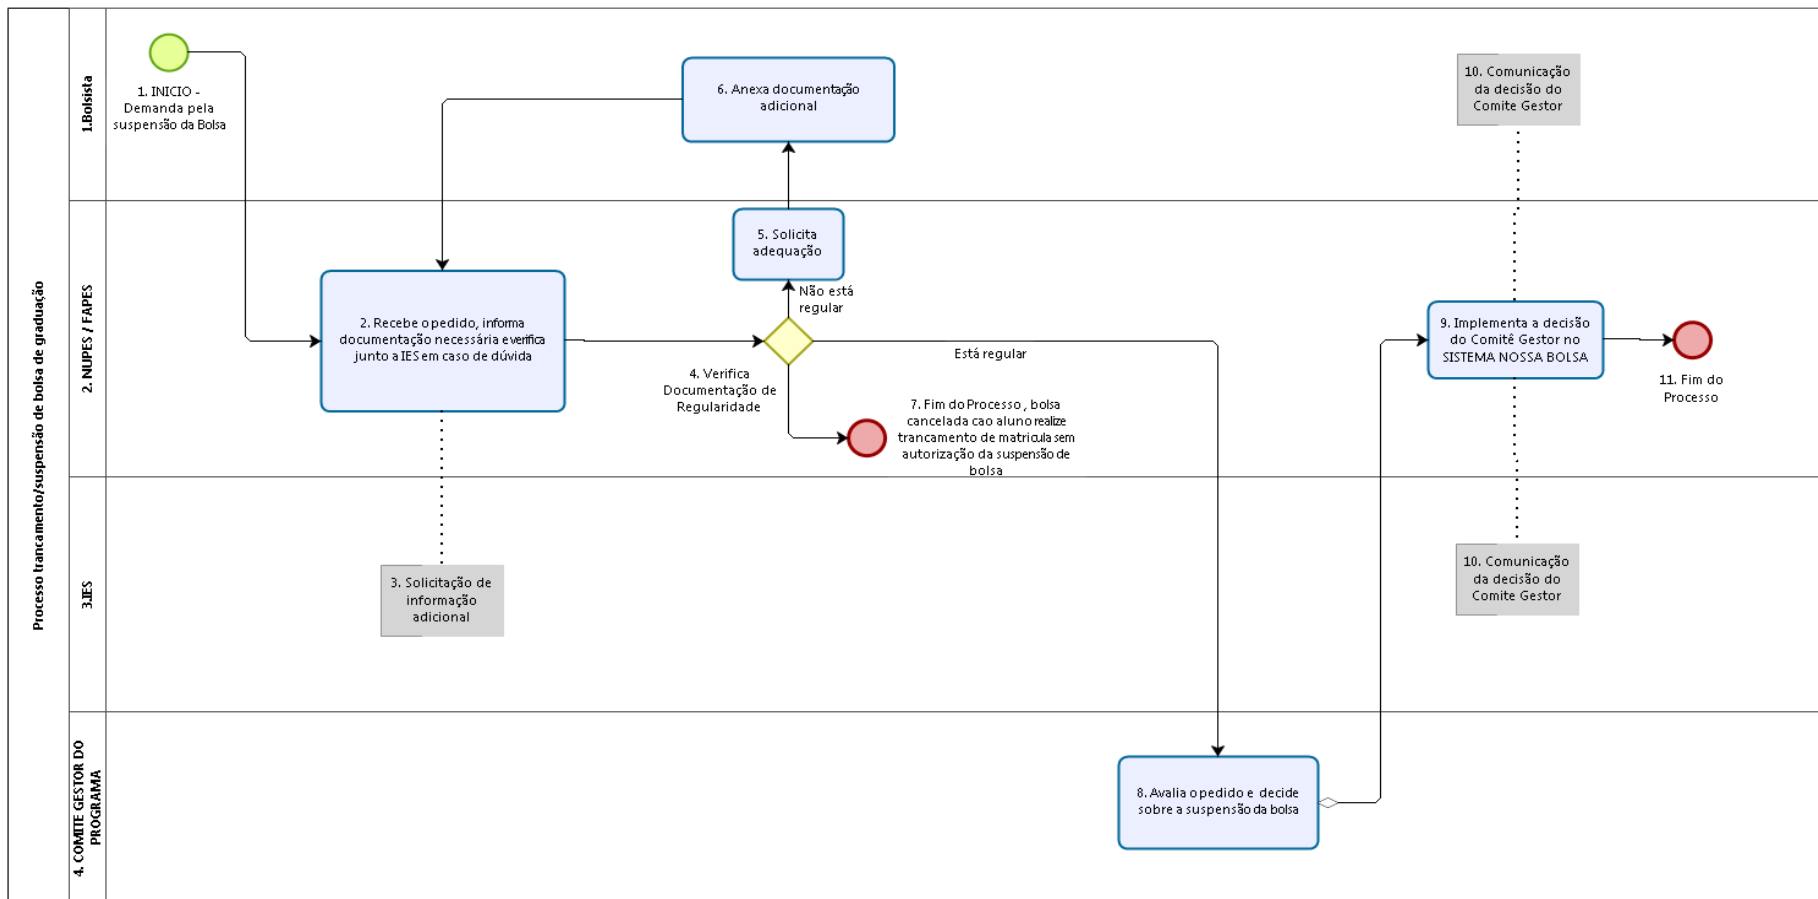 Processo trancamento/suspensão de bolsa de graduação
1.Bolsista
1. INICIO -
Demanda pela
suspensão da Bolsa
6. Anexa documentação
adicional
10. Comunicação
da decisão do
Comite Gestor
2. NUPES / FAPES
2. Recebe o pedido, informa
documentação necessária e verifica
junto a IES em caso de dúvida
5. Solicita
adequação
Não está
regular
4. Verifica
Documentação de
Regularidade
Está regular
7. Fim do Processo , bolsa
cancelada cao aluno realize
trancamento de matricula sem
autorização da suspensão de
bolsa
9. Implementa a decisão
do Comitê Gestor no
SISTEMA NOSSA BOLSA
11. Fim do
Processo
3.IES
3. Solicitação de
informação
adicional
10. Comunicação
da decisão do
Comite Gestor
4. COMITE GESTOR DO
PROGRAMA
8. Avalia o pedido e decide
sobre a suspensão da bolsa